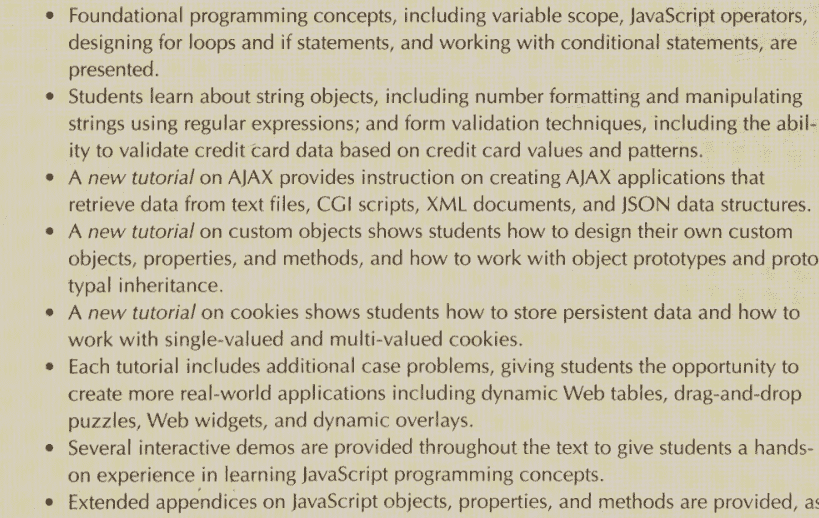 • Foundational programming concepts, including variable scope, JavaScript operators,
designing for loops and if statements, and working with conditional statements, are
presented.
• Students learn about string objects, including number formatting and manipulating
strings using regular expressions; and form validation techniques, including the abil-
ity to validate credit card data based on credit card values and patterns.
• A new tutorial on AJAX provides instruction on creating AJAX applications that
retrieve data from text files, CGI scripts, XML documents, and JSON data structures.
• A new tutorial on custom objects shows students how to design their own custom
objects, properties, and methods, and how to work with object prototypes and proto
typal inheritance.
• A new tutorial on cookies shows students how to store persistent data and how to
work with single-valued and multi-valued cookies.
• Each tutorial includes additional case problems, giving students the opportunity to
create more real-world applications including dynamic Web tables, drag-and-drop
puzzles, Web widgets, and dynamic overlays.
• Several interactive demos are provided throughout the text to give students a hands-
on experience in learning JavaScript programming concepts.
• Extended appendices on JavaScript objects, properties, and methods are provided, as